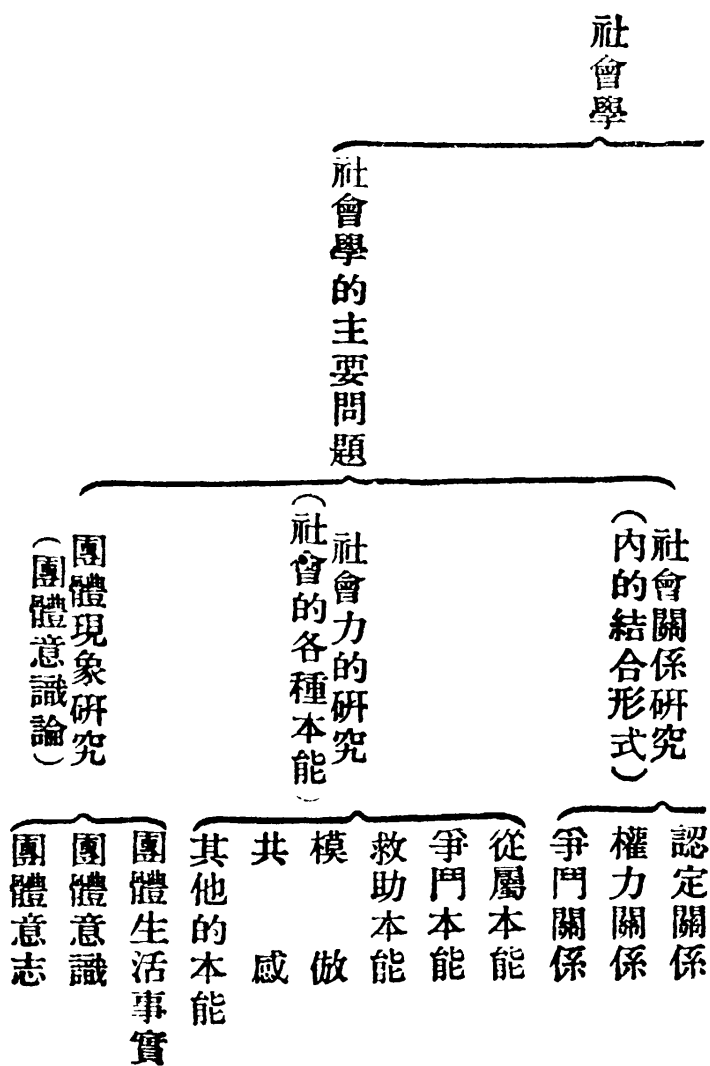 社會學
社會學的主要問題
社會關係研究
(內的結合形式)
認定關係
權力關係
爭鬥關係
社會力的研究
(社會的各種本能)
從屬本能
爭鬥本能
救助本能
模倣
共感
其他的本能
團體現象研究
(團體意識論)
團體生活事實
團體意識
團體意志